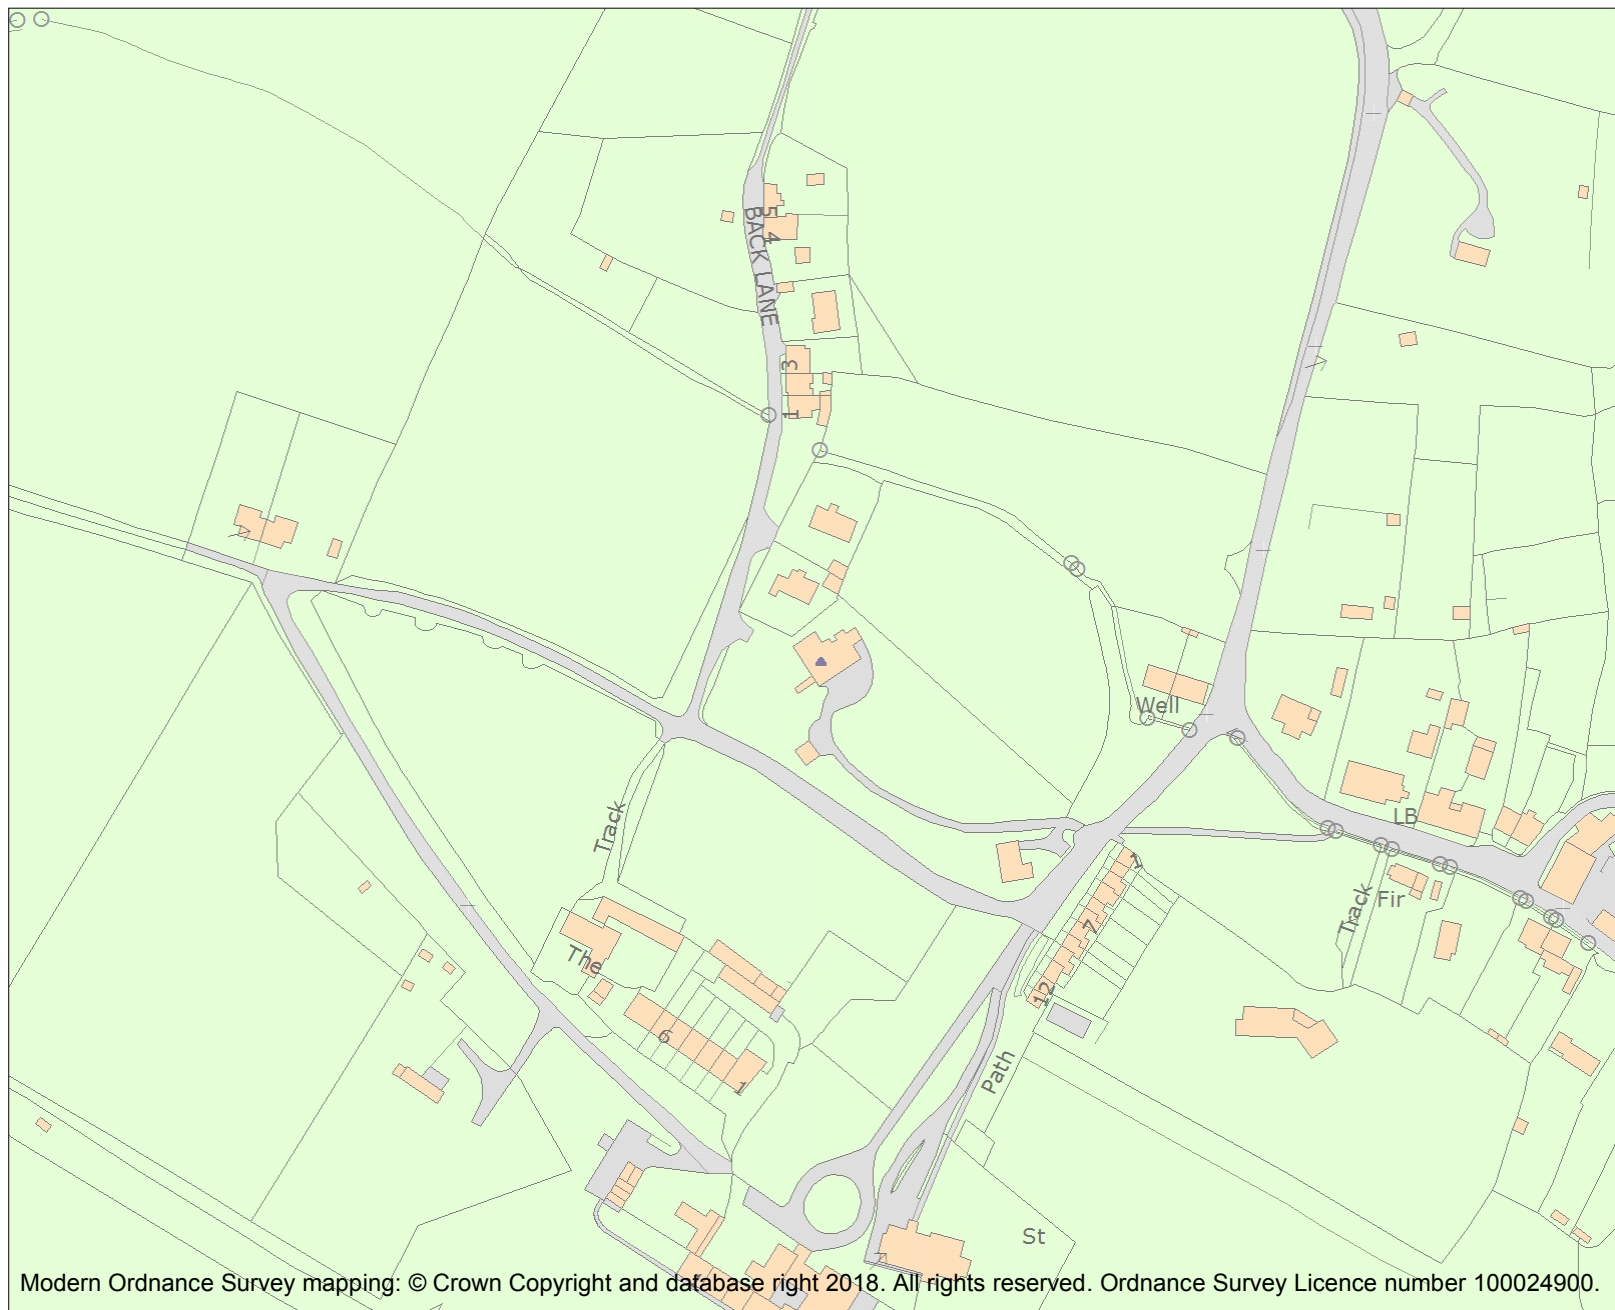 5
4
BACK LANE
3
1
Well
Track
LB
1
Track
Fir
7
The
12
6
Path
1
St
Modern Ordnance Survey mapping: © Crown Copyright and database right 2018. All rights reserved. Ordnance Survey Licence number 100024900.